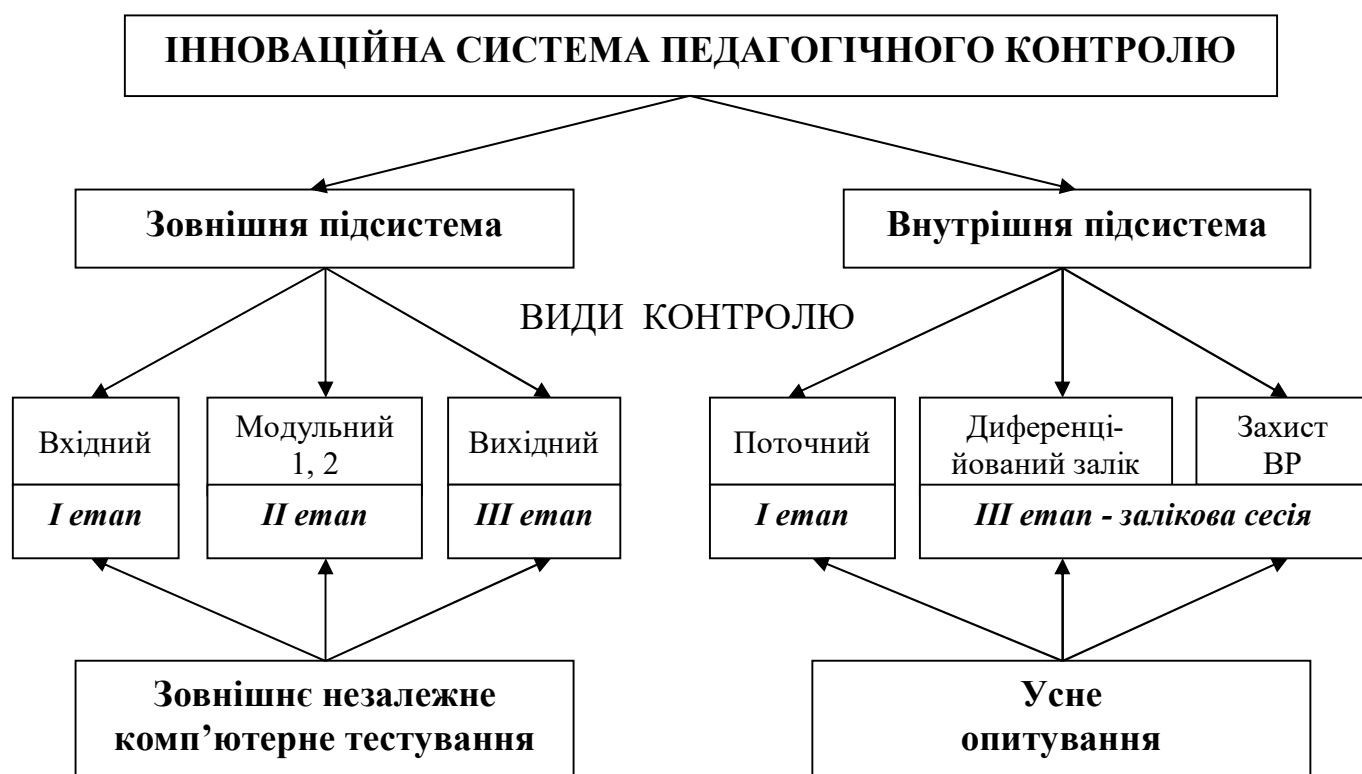 ІННОВАЦІЙНА СИСТЕМА ПЕДАГОГІЧНОГО КОНТРОЛЮ
Зовнішня підсистема
Внутрішня підсистема
ВИДИ КОНТРОЛЮ
Вхідний
І етап
Модульний
1, 2
ІІ етап
Вихідний
ІІІ етап
Поточний
І етап
Диференці-
йований залік
Захист
ВР
ІІІ етап - залікова сесія
Зовнішнє незалежне
комп’ютерне тестування
Усне
опитування